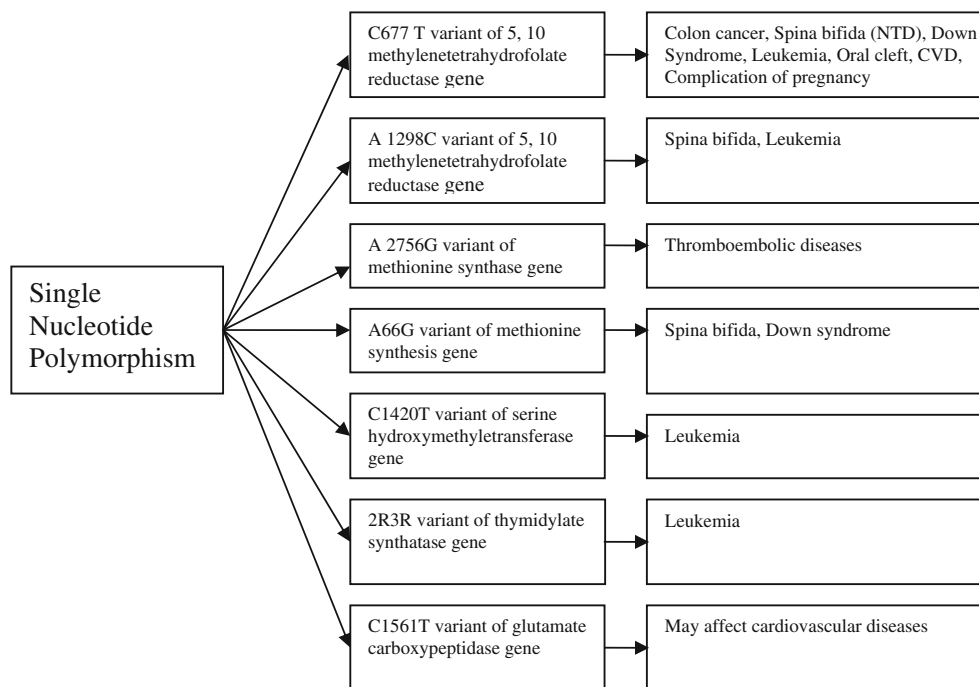 Single
Nucleotide
Polymorphism
C677 T variant of 5, 10
methylenetetrahydrofolate
reductase gene
Colon cancer, Spina bifida (NTD), Down
Syndrome, Leukemia, Oral cleft, CVD,
Complication of pregnancy
A 1298C variant of 5, 10
methylenetetrahydrofolate
reductase gene
Spina bifida, Leukemia
A 2756G variant of
methionine synthase gene
Thromboembolic diseases
A66G variant of methionine
synthesis gene
Spina bifida, Down syndrome
C1420T variant of serine
hydroxymethyletransferase
gene
Leukemia
2R3R variant of thymidylate
synthatase gene
Leukemia
C1561T variant of glutamate
carboxypeptidase gene
May affect cardiovascular diseases